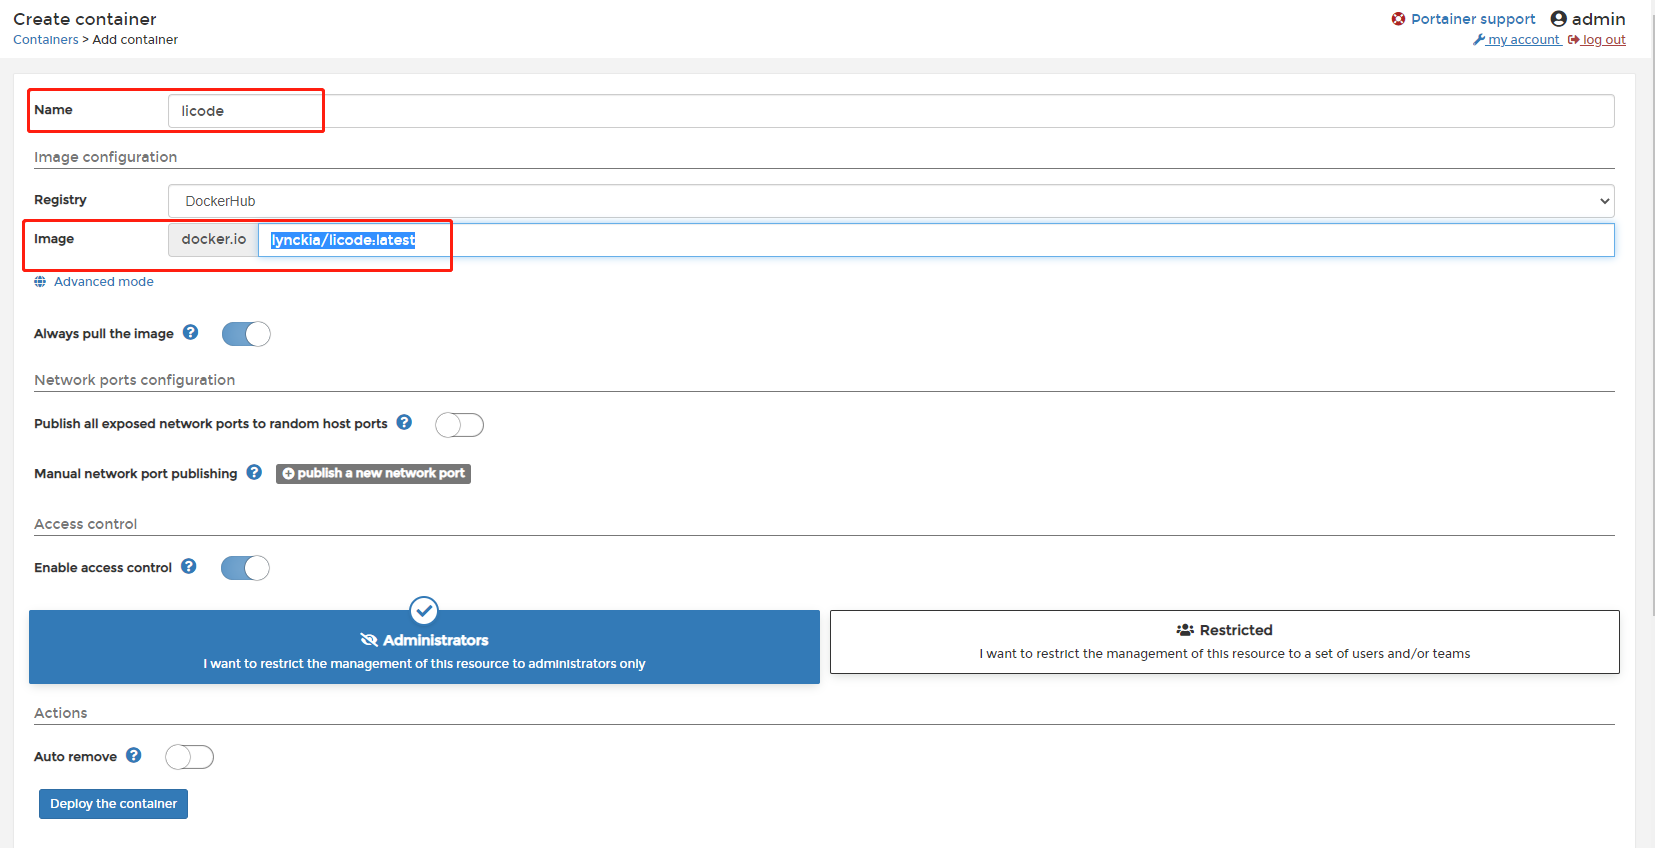 Create container
Portainer support admin
Containers > Add container
my account log out
Name licode
Image configuration
Registry DockerHub
Image docker.io lynckia/licode:latest
Advanced mode
Always pull the image
Network ports configuration
Publish all exposed network ports to random host ports
Manual network port publishing publish a new network port
Access control
Enable access control
Administrators
I want to restrict the management of this resource to administrators only
Restricted
I want to restrict the management of this resource to a set of users and/or teams
Actions
Auto remove
Deploy the container